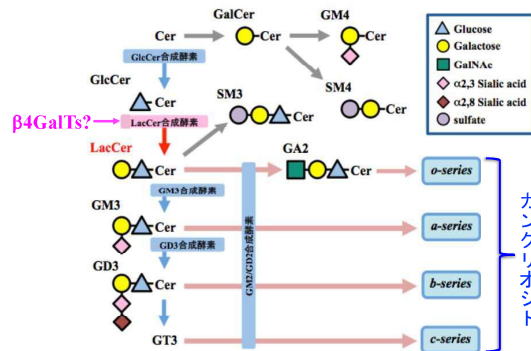 GalCer
GM4
Cer
Cer
Cer
GlcCer合成酵素
GlcCer
Cer
SM3
SM4
β4GalTs?
LacCer合成酵素
Cer
Cer
LacCer
GA2
Cer
Cer
o-series
GM3合成酵素
GM3
Cer
a-series
GD3合成酵素
GM2/GD2合成酵素
GD3
Cer
b-series
GT3
c-series
Glucose
Galactose
GalNAc
α2,3 Sialic acid
α2,8 Sialic acid
sulfate
ガングリオシド